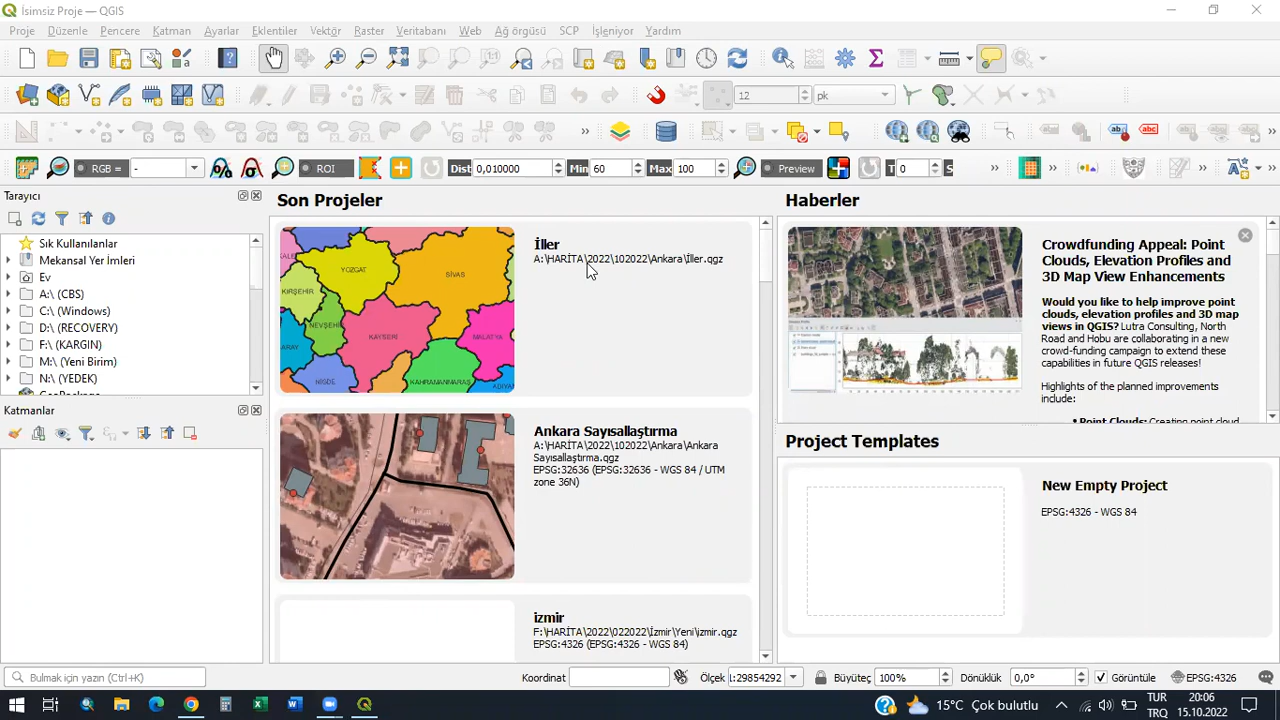 İsimsiz Proje — QGIS
Proje Düzenle Pencere Katman Ayarlar Eklentiler Vektör Raster Veritabanı Web Ağ örgüsü SCP İşleniyor Yardım
12 pk
abc
RGB = - ROI Dist 0,010000 Min 60 Max 100 Preview T 0 S
Tarayıcı
Sık Kullanılanlar
Mekansal Yer İmleri
Ev
A:\ (CBS)
C:\ (Windows)
D:\ (RECOVERY)
F:\ (KARGIN)
M:\ (Yeni Birim)
N:\ (YEDEK)
Katmanlar
Son Projeler
YOZGAT
SİVAS
KIRŞEHİR
NEVŞEHİ
KAYSERİ
MALATYA
ARAY
NİĞDE
KAHRAMANMARAŞ
ADIYAN
İller
A:\HARİTA\2022\102022\Ankara\İller.qgz
Ankara Sayısallaştırma
A:\HARİTA\2022\102022\Ankara\Ankara
Sayısallaştırma.qgz
EPSG:32636 (EPSG:32636 - WGS 84 / UTM
zone 36N)
izmir
F:\HARİTA\2022\022022\İzmir\Yeni\izmir.qgz
EPSG:4326 (EPSG:4326 - WGS 84)
Haberler
Crowdfunding Appeal: Point
Clouds, Elevation Profiles and
3D Map View Enhancements
Would you like to help improve point
clouds, elevation profiles and 3D map
views in QGIS? Lutra Consulting, North
Road and Hobu are collaborating in a new
crowd-funding campaign to extend these
capabilities in future QGIS releases!
Highlights of the planned improvements
include:
• Point Clouds: Creating point cloud
Project Templates
New Empty Project
EPSG:4326 - WGS 84
Bulmak için yazın (Ctrl+K)
Koordinat Ölçek l:29854292 Büyüteç 100% Dönüklük 0,0° Görüntüle EPSG:4326
15°C Çok bulutlu
TUR
TRQ
20:06
15.10.2022